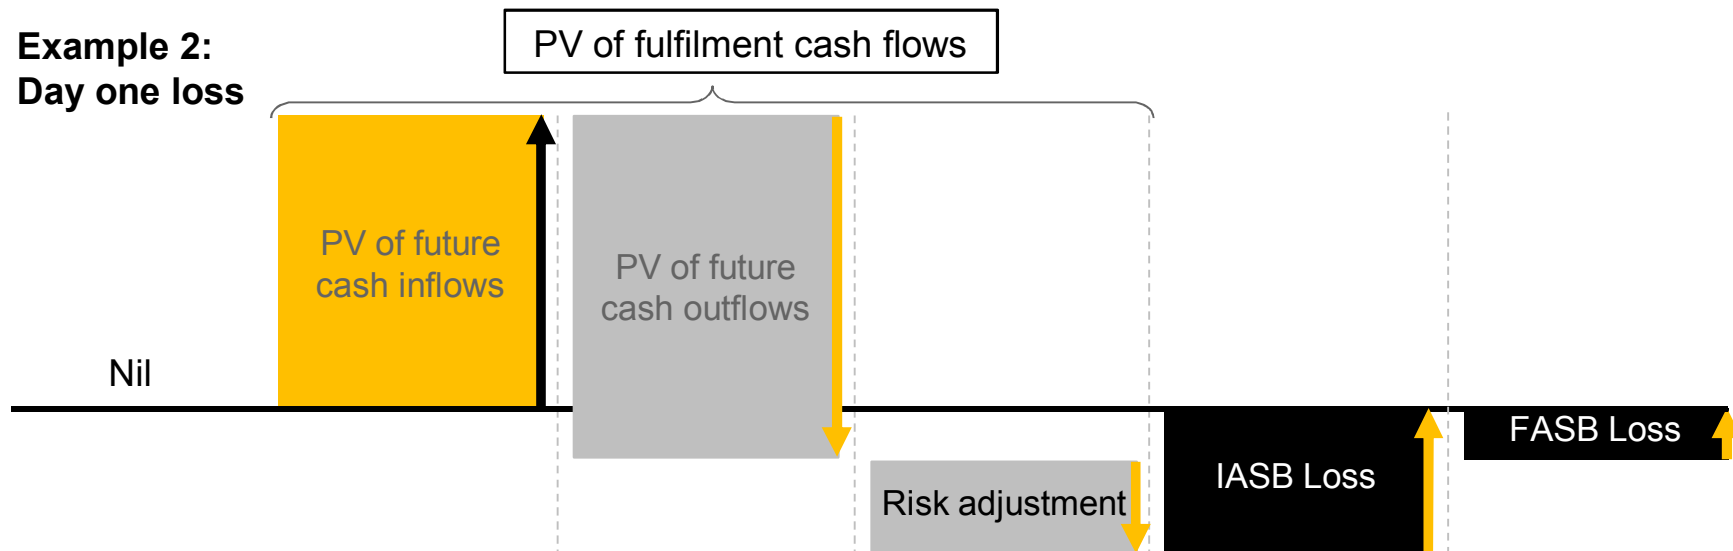 Example 2:
Day one loss
PV of fulfilment cash flows
PV of future
cash inflows
PV of future
cash outflows
Nil
Risk adjustment
IASB Loss
FASB Loss